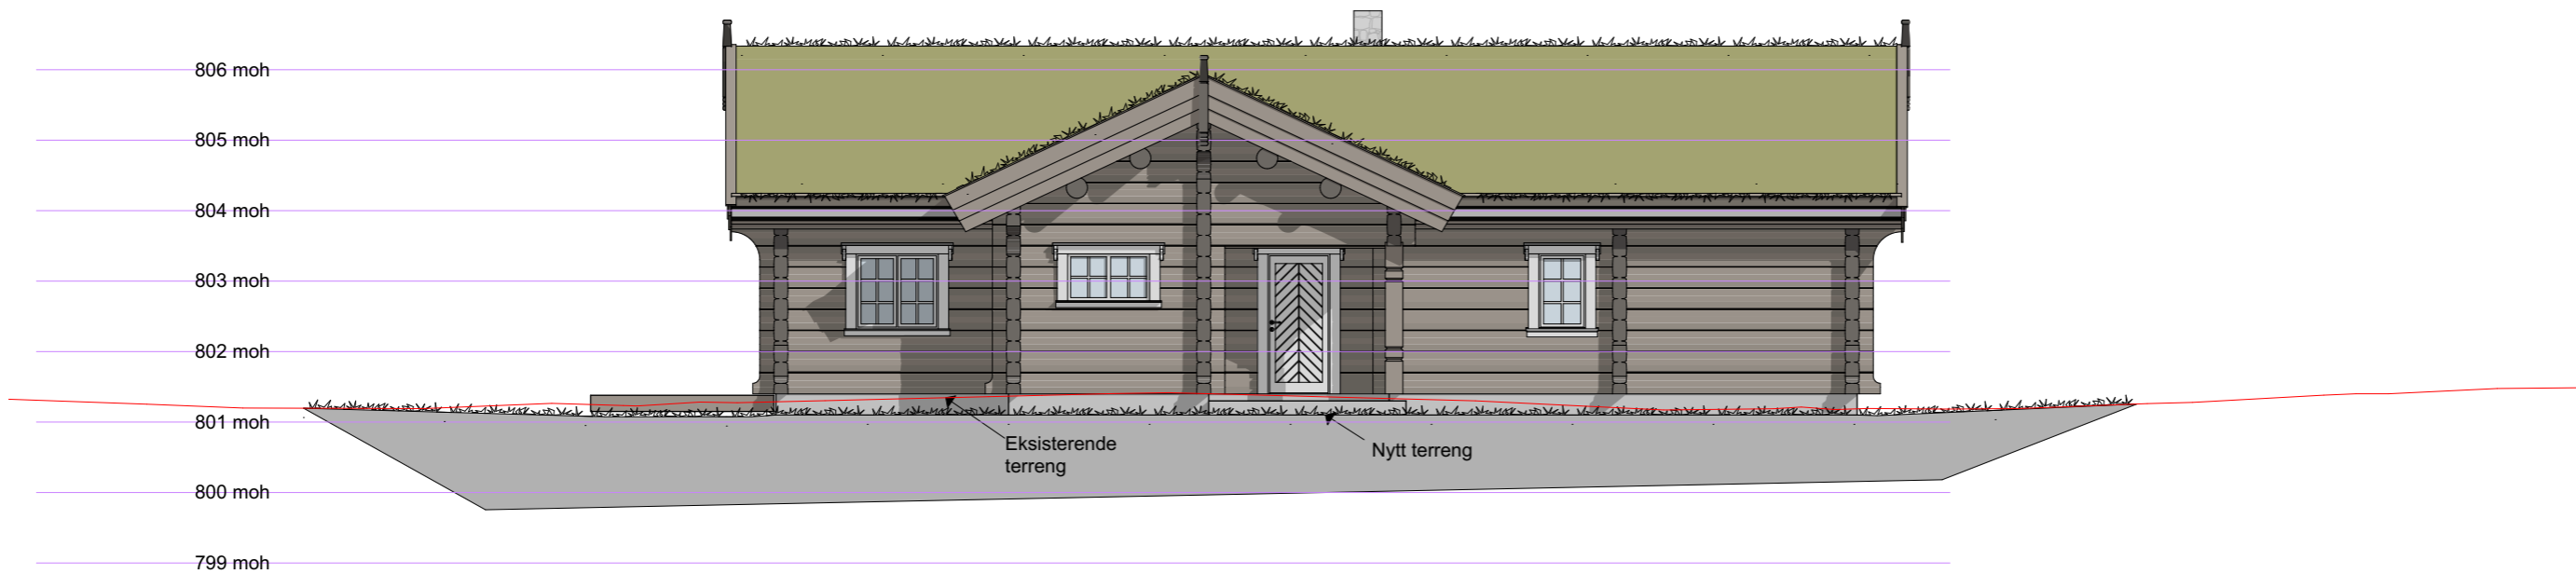 806 moh
805 moh
804 moh
803 moh
802 moh
801 moh
Eksisterende
terreng
Nytt terreng
800 moh
799 moh